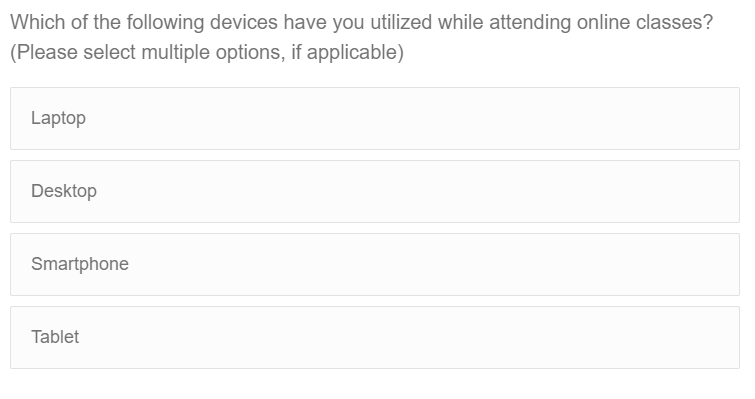 Which of the following devices have you utilized while attending online classes?
(Please select multiple options, if applicable)
Laptop
Desktop
Smartphone
Tablet